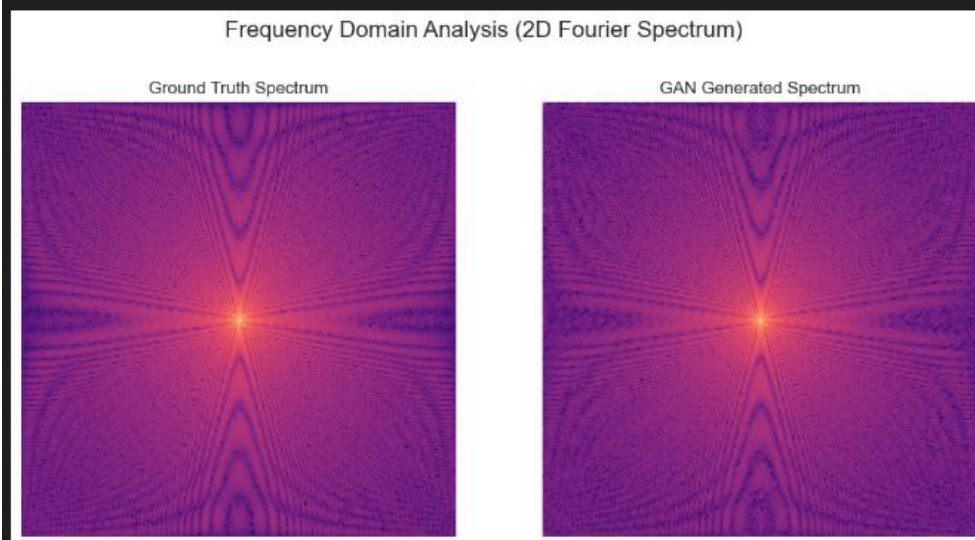 Frequency Domain Analysis (2D Fourier Spectrum)
Ground Truth Spectrum
GAN Generated Spectrum